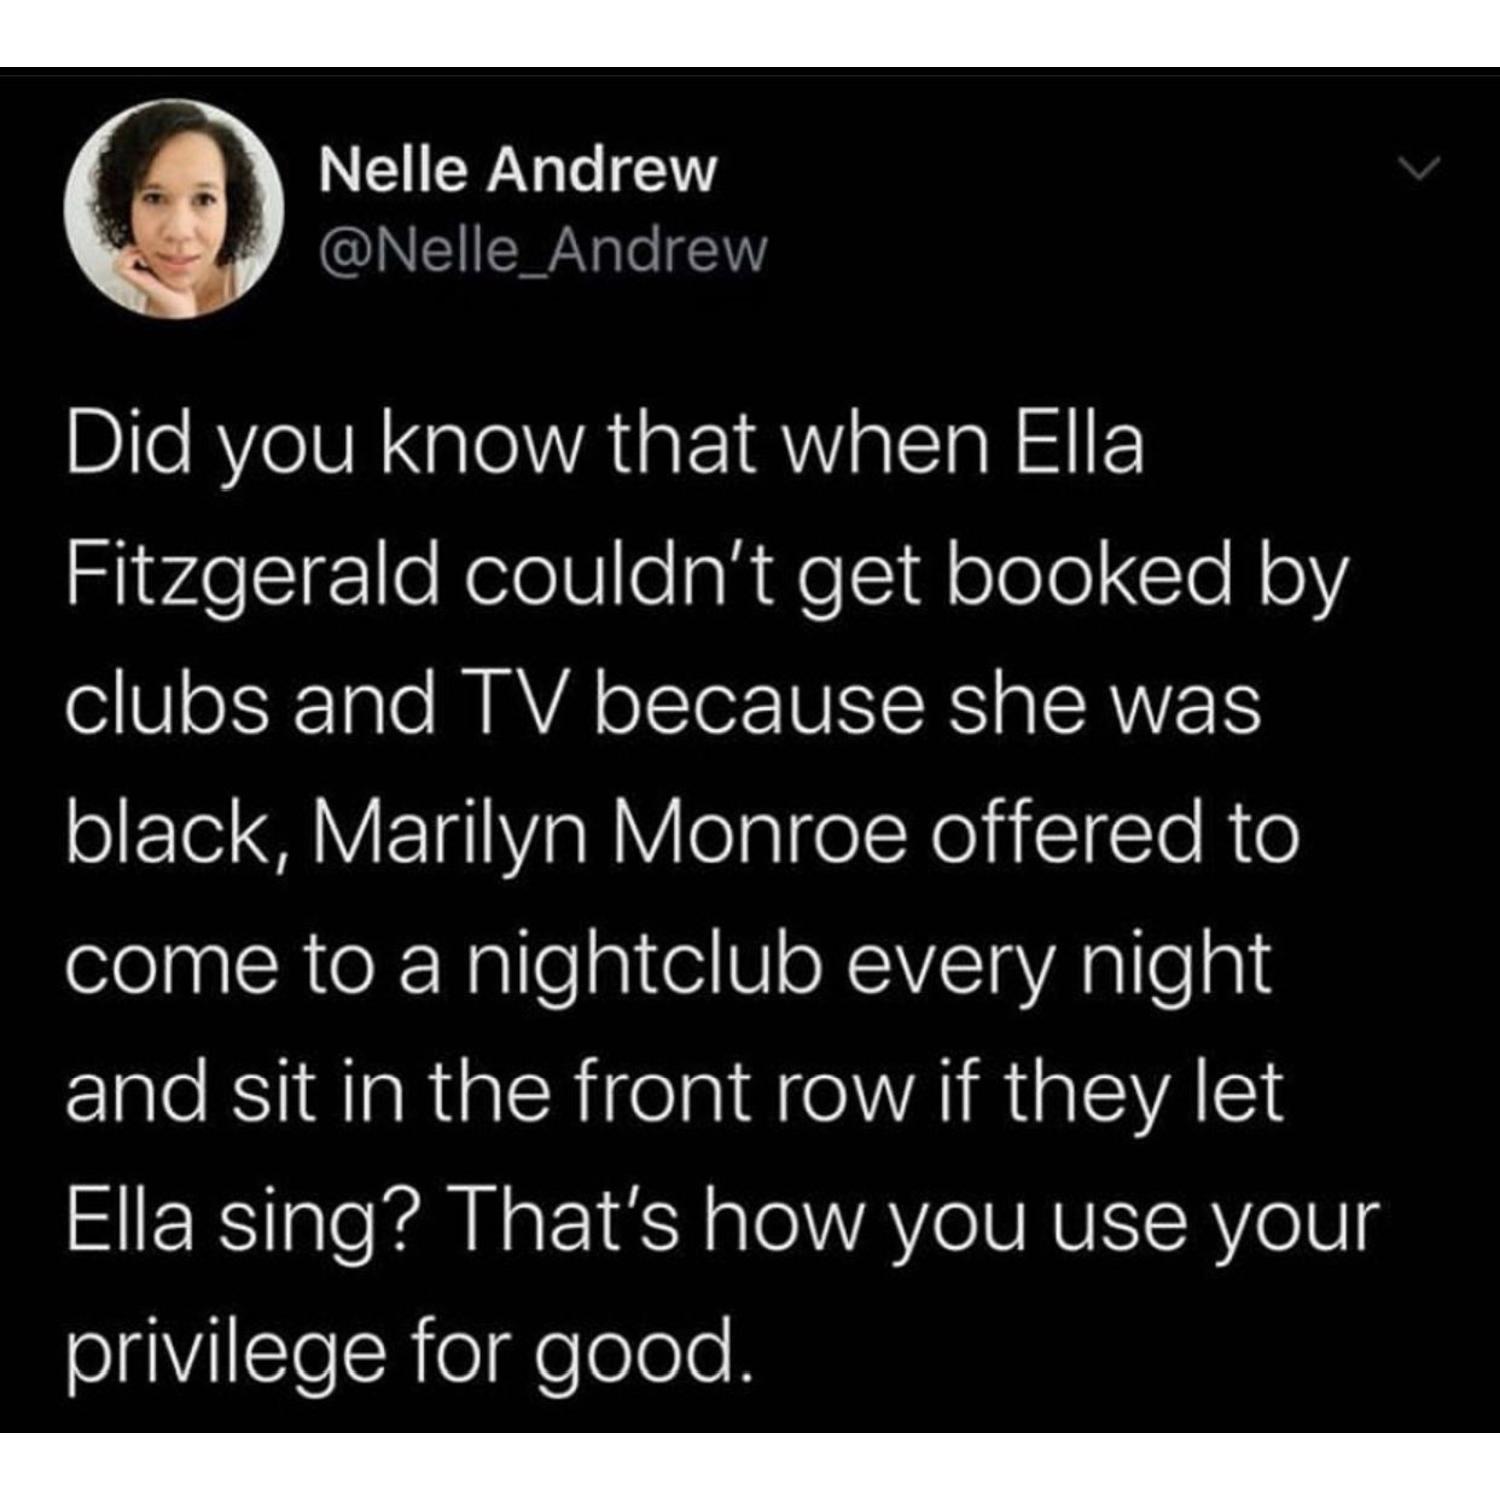 Nelle Andrew
@Nelle_Andrew
Did you know that when Ella
Fitzgerald couldn’t get booked by
clubs and TV because she was
black, Marilyn Monroe offered to
come to a nightclub every night
and sit in the front row if they let
Ella sing? That’s how you use your
privilege for good.